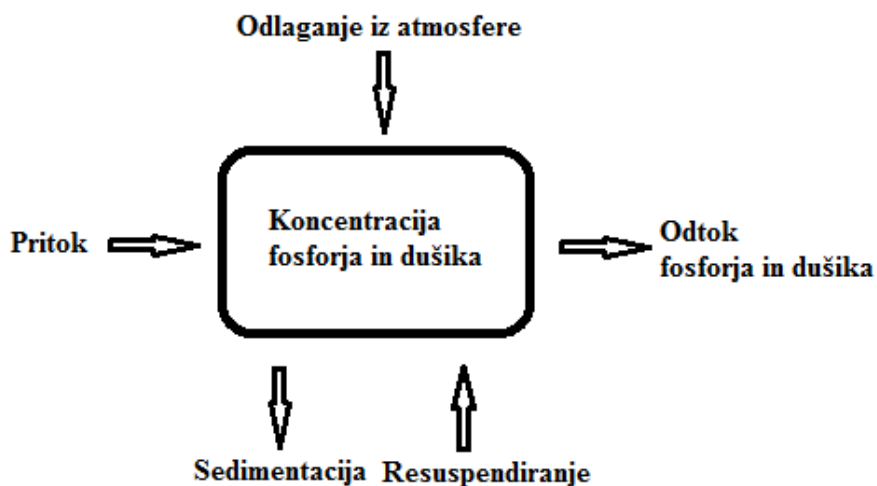 Odlaganje iz atmosfere
Pritok
Koncentracija
fosforja in dušika
Odtok
fosforja in dušika
Sedimentacija
Resuspendiranje